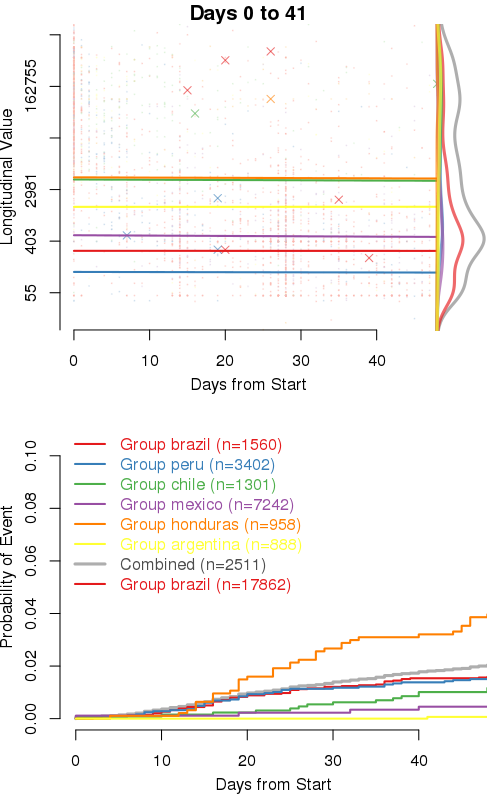 Days 0 to 41
Longitudinal Value
162755
2981
403
55
0 10 20 30 40
Days from Start
Probability of Event
0.10
0.08
0.06
0.04
0.02
0.00
Group brazil (n=1560)
Group peru (n=3402)
Group chile (n=1301)
Group mexico (n=7242)
Group honduras (n=958)
Group argentina (n=888)
Combined (n=2511)
Group brazil (n=17862)
0 10 20 30 40
Days from Start